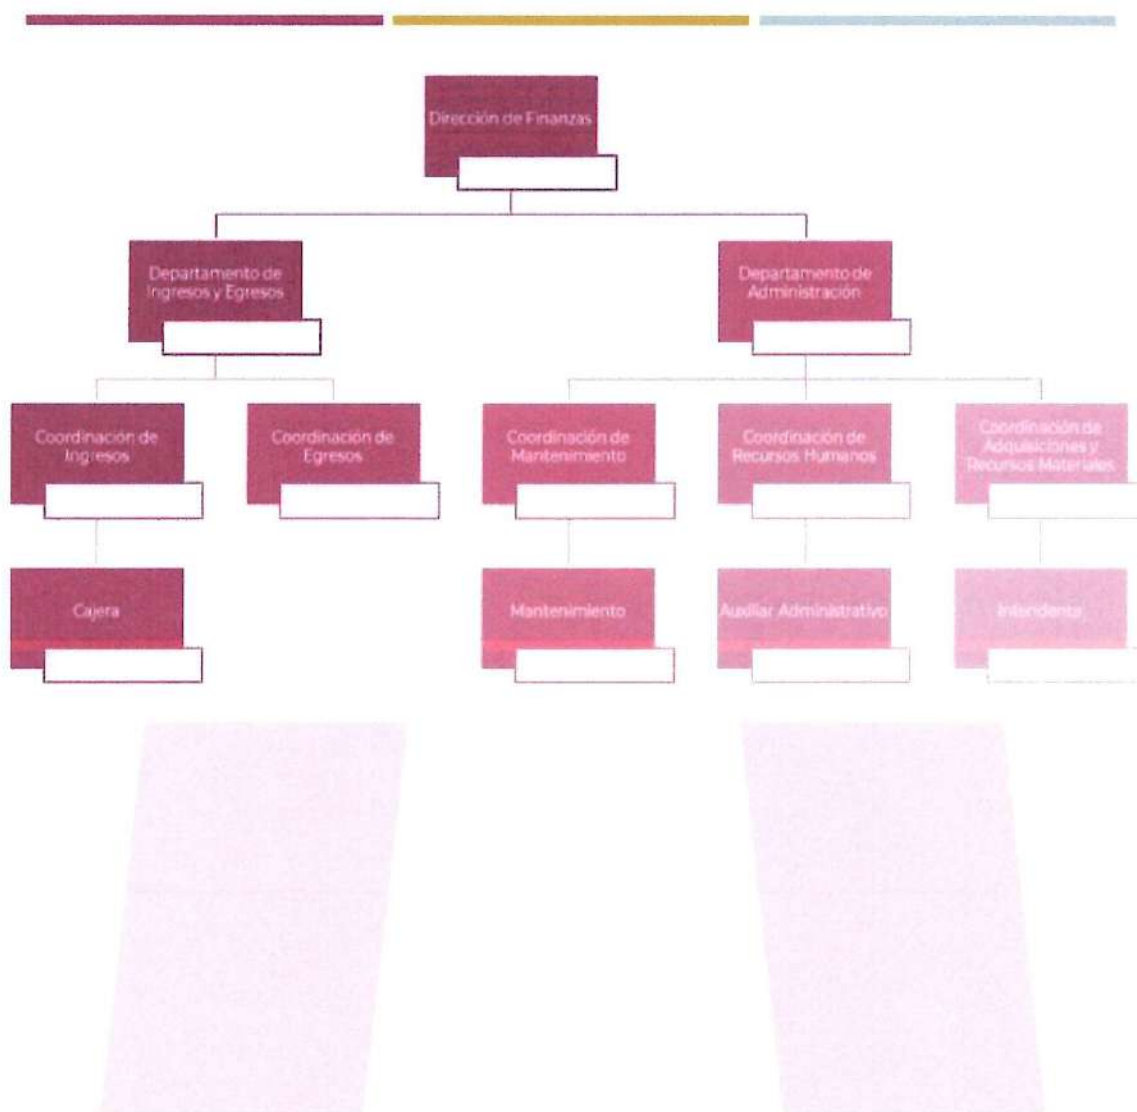 Dirección de Finanzas
Departamento de
Ingresos y Egresos
Departamento de
Administración
Coordinación de
Ingresos
Coordinación de
Egresos
Coordinación de
Mantenimiento
Coordinación de
Recursos Humanos
Coordinación de
Adquisiciones y
Recursos Materiales
Cajera
Mantenimiento
Auxiliar Administrativo
Intendente